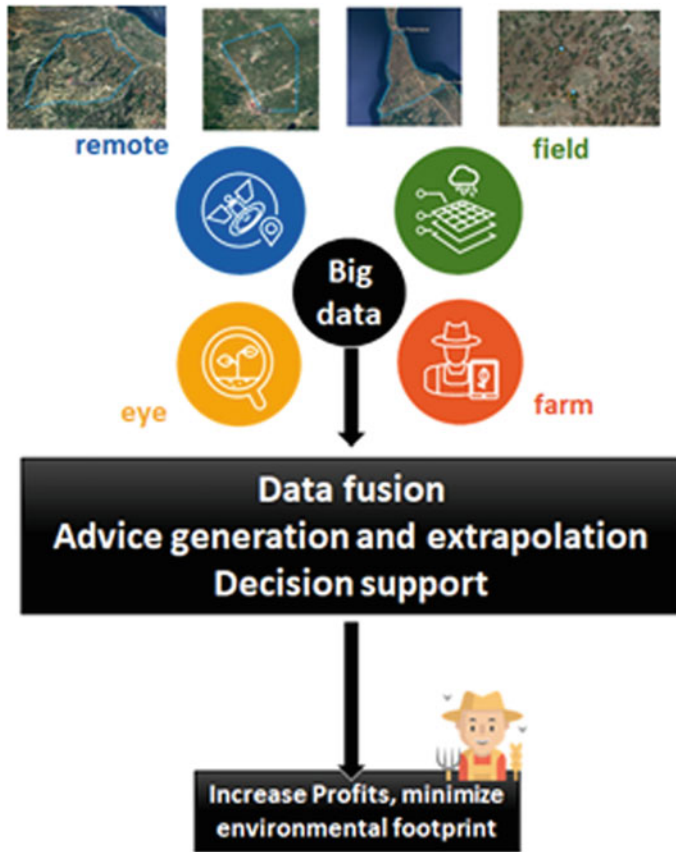 remote
field
Big
data
eye
farm
Data fusion
Advice generation and extrapolation
Decision support
Increase Profits, minimize
environmental footprint